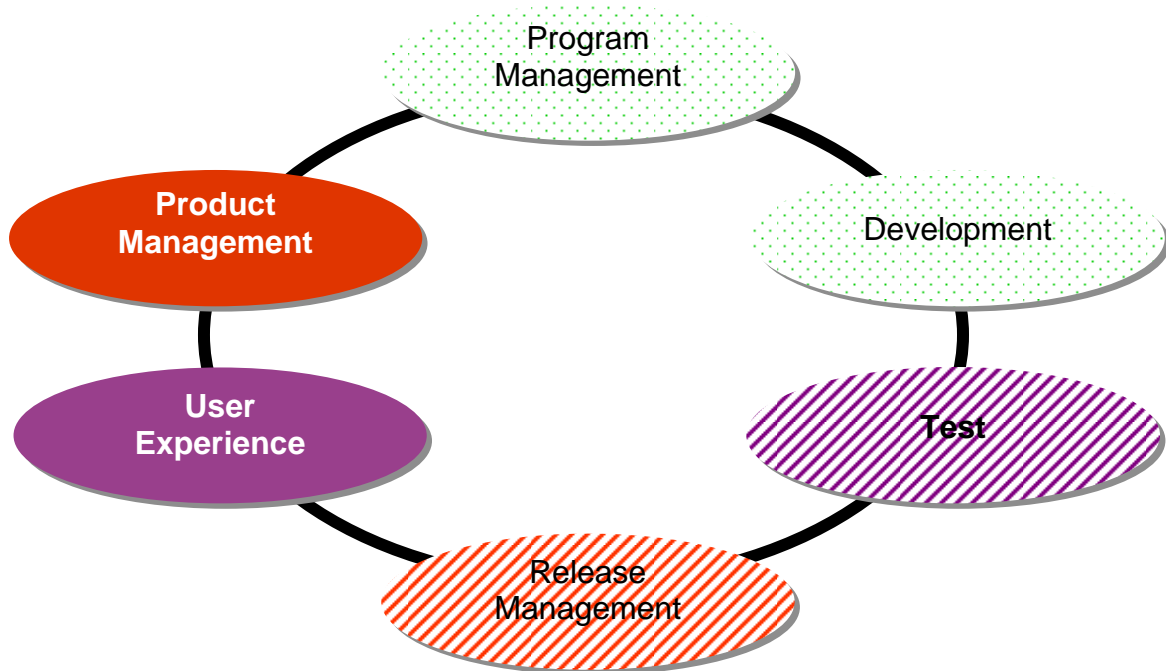 Program
Management
Product
Management
Development
User
Experience
Test
Release
Management